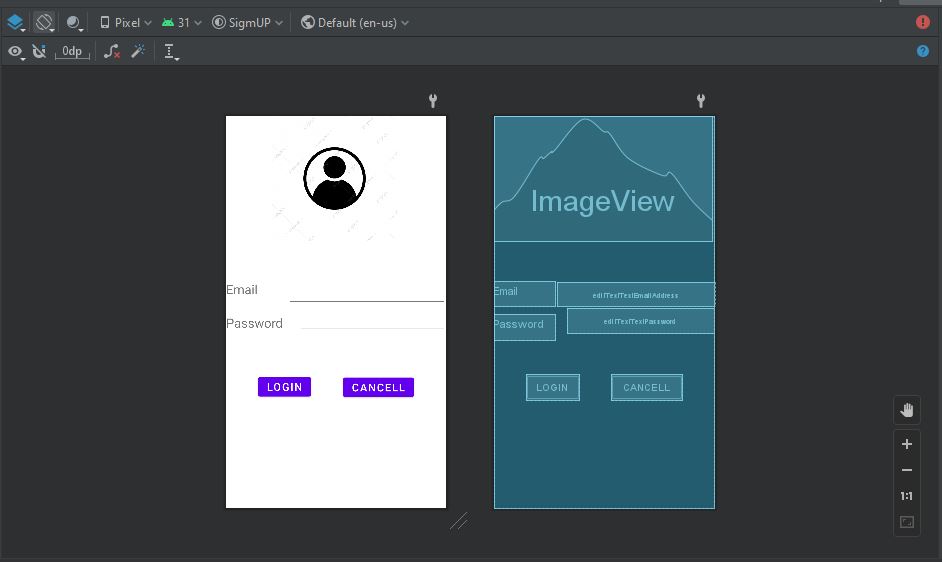 Pixel 31 SigmUP Default (en-us)
0dp
ImageView
Email
Email editTextTextEmailAddress
Password
Password editTextTextPassword
LOGIN CANCELL
LOGIN CANCELL
1:1